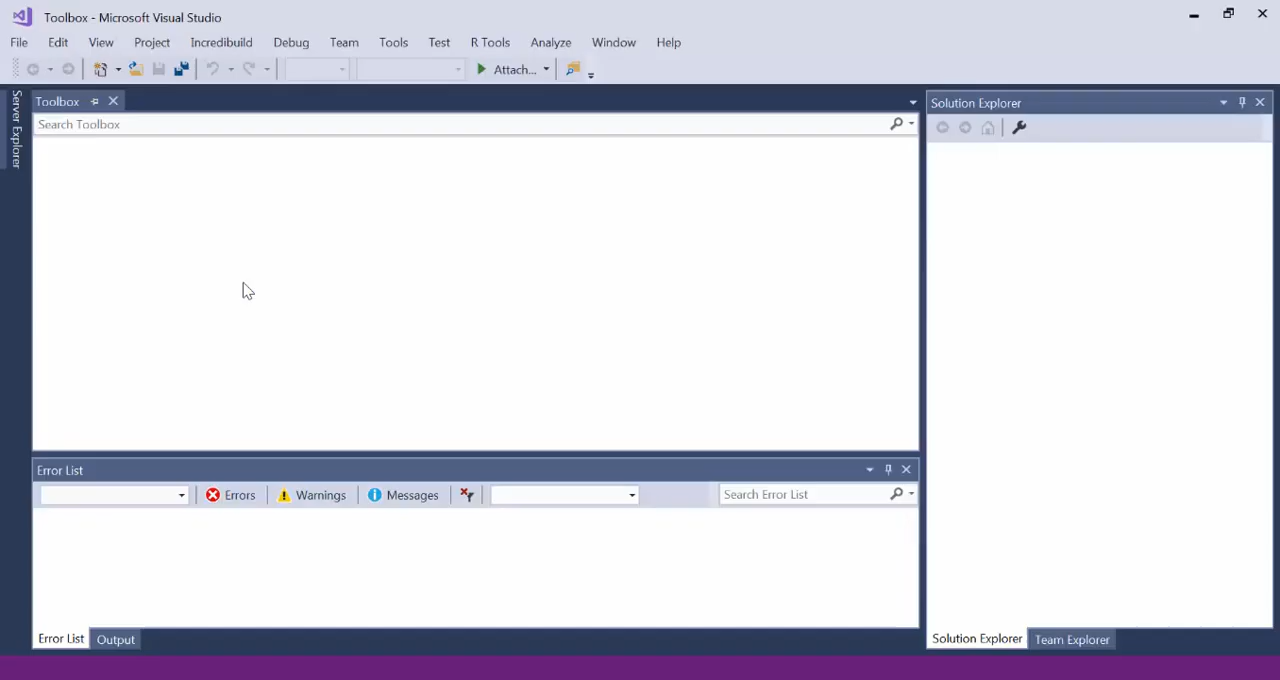 Toolbox - Microsoft Visual Studio
File Edit View Project Incredibuild Debug Team Tools Test R Tools Analyze Window Help
Attach...
Server Explorer
Toolbox
Search Toolbox
Solution Explorer
Error List
Errors Warnings Messages Search Error List
Error List Output
Solution Explorer Team Explorer